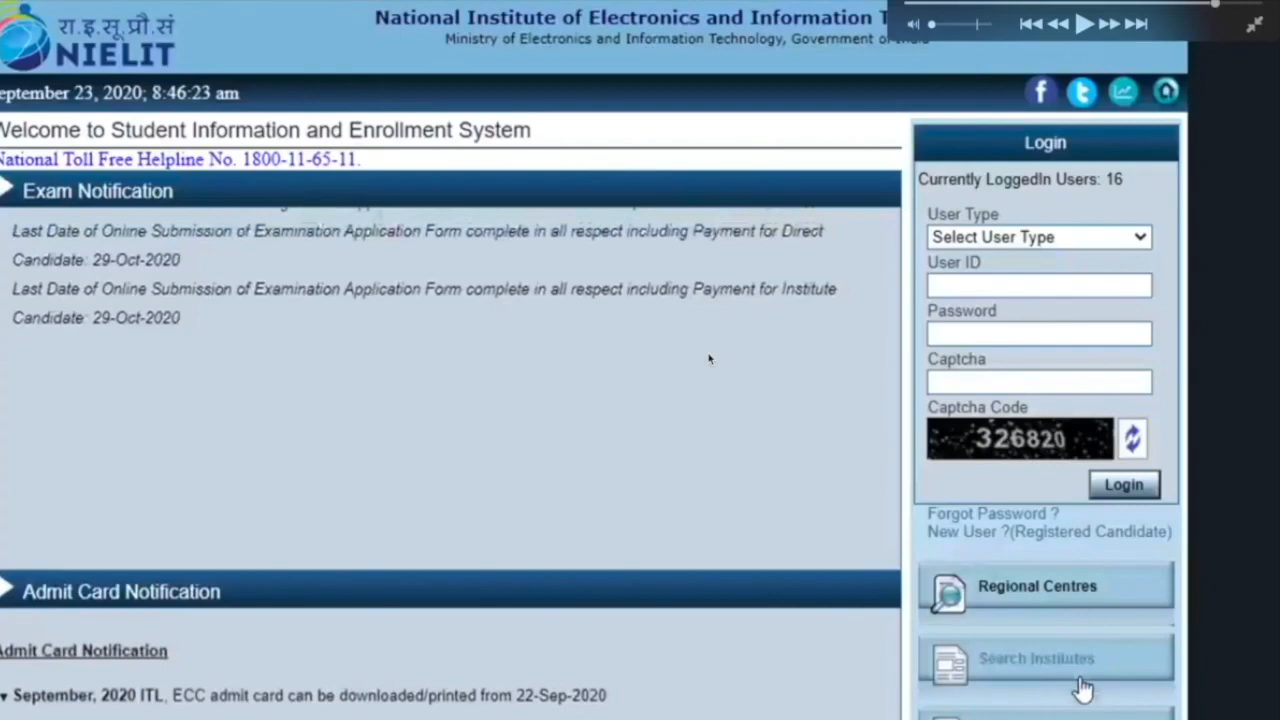 रा.इ.सू.प्रौ.सं
NIELIT
National Institute of Electronics and Information T
Ministry of Electronics and Information Technology, Government of India
eptember 23, 2020; 8:46:23 am
Welcome to Student Information and Enrollment System
National Toll Free Helpline No. 1800-11-65-11.
Exam Notification
Last Date of Online Submission of Examination Application Form complete in all respect including Payment for Direct
Candidate: 29-Oct-2020
Last Date of Online Submission of Examination Application Form complete in all respect including Payment for Institute
Candidate: 29-Oct-2020
Admit Card Notification
Admit Card Notification
September, 2020 ITL, ECC admit card can be downloaded/printed from 22-Sep-2020
Login
Currently LoggedIn Users: 16
User Type
Select User Type
User ID
Password
Captcha
Captcha Code
326820
Login
Forgot Password ?
New User ?(Registered Candidate)
Regional Centres
Search Institutes